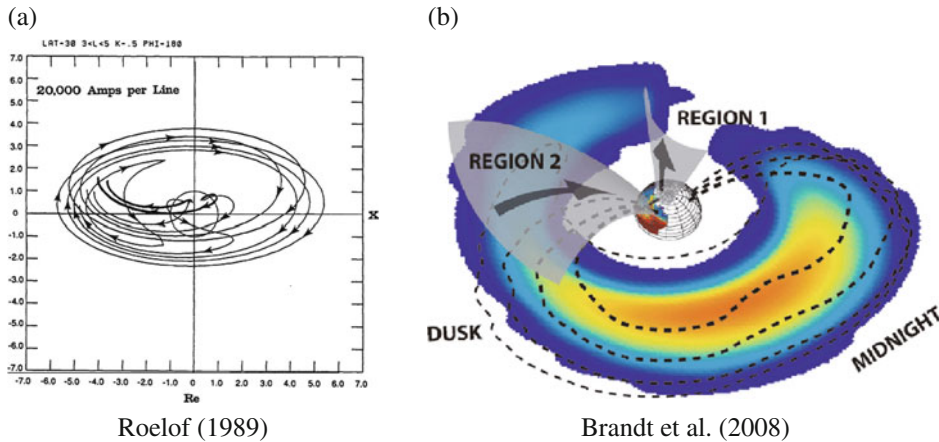 (a)
LAT-30 3<L<5 K-.5 PHI-180
7.0
6.0
5.0
4.0
3.0
2.0
1.0
0
-1.0
-2.0
-3.0
-4.0
-5.0
-6.0
-7.0
20,000 Amps per Line
X
-7.0 -6.0 -5.0 -4.0 -3.0 -2.0 -1.0 0 1.0 2.0 3.0 4.0 5.0 6.0 7.0
Re
Roelof (1989)
(b)
REGION 1
REGION 2
DUSK
MIDNIGHT
Brandt et al. (2008)